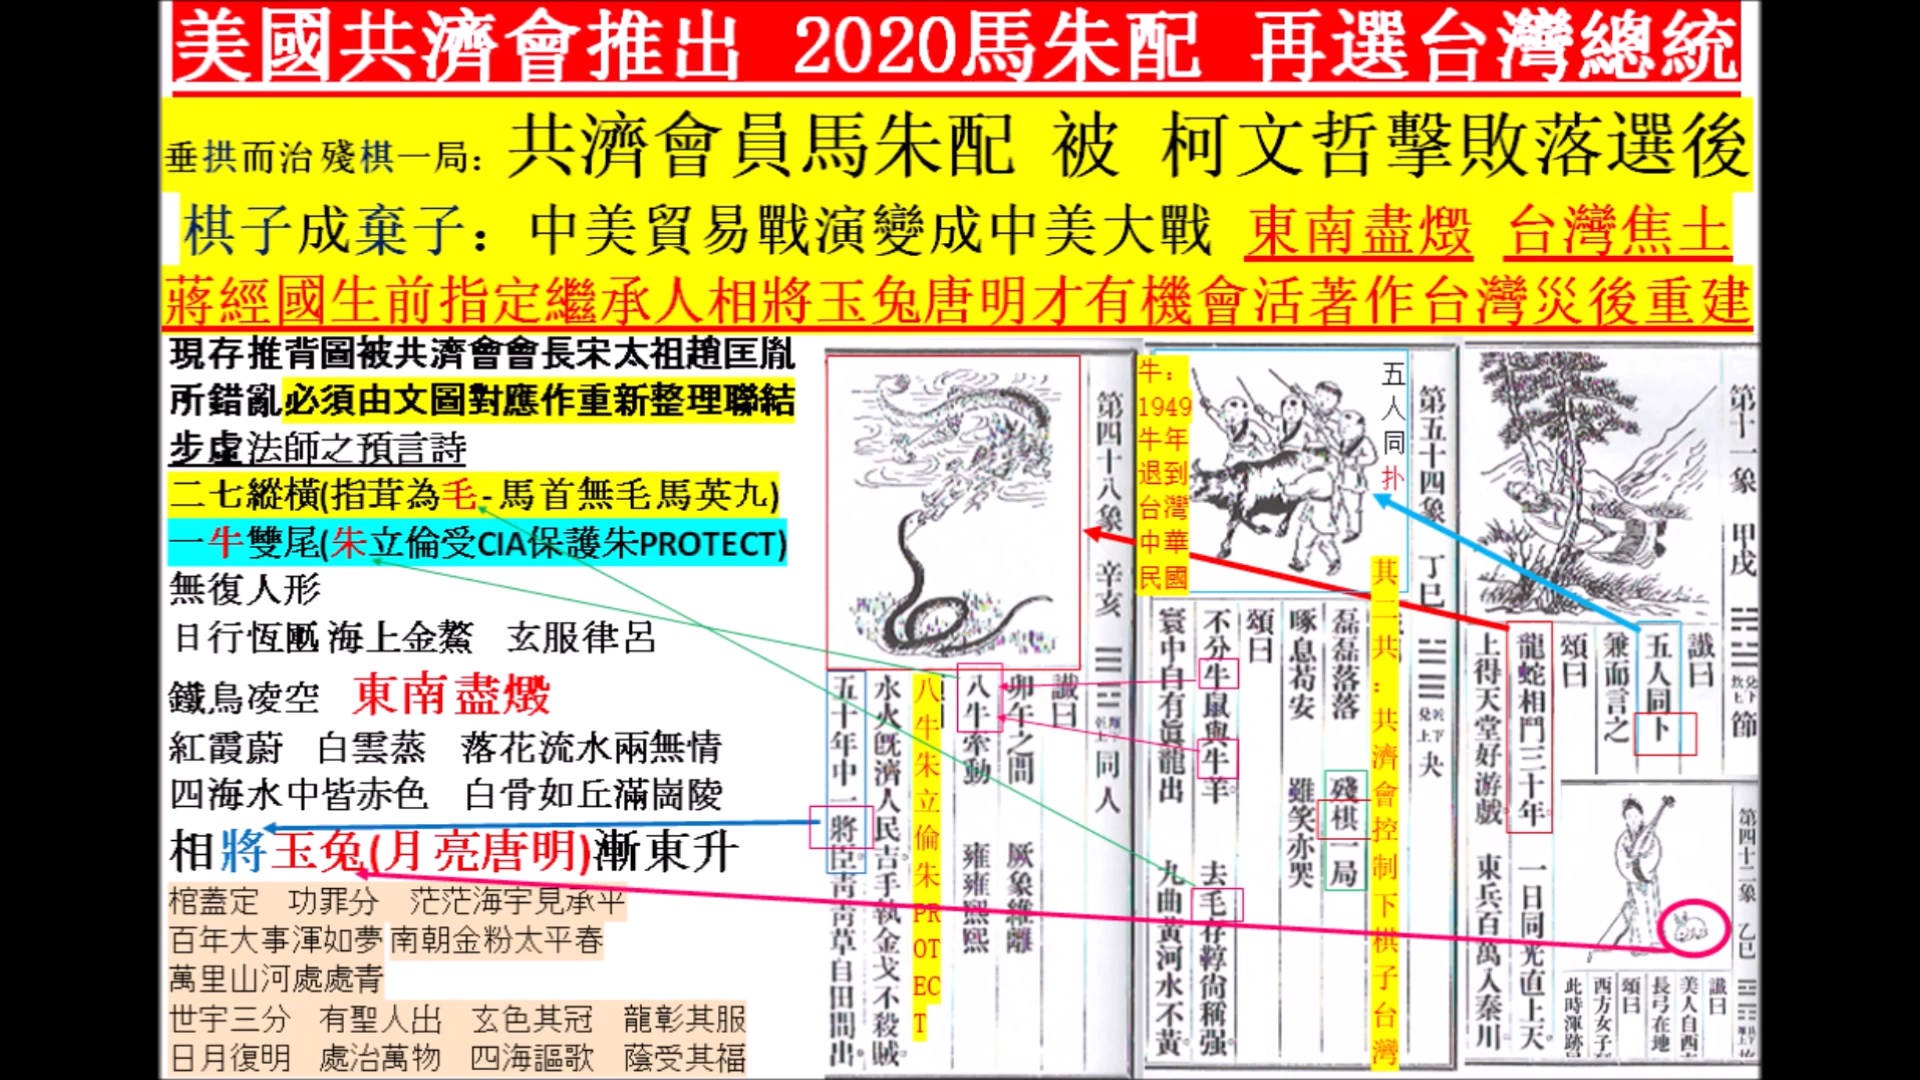 美國共濟會推出 2020馬朱配 再選台灣總統
垂拱而治 殘棋一局: 共濟會員馬朱配 被 柯文哲擊敗落選後
棋子成棄子: 中美貿易戰演變成中美大戰 東南盡燬 台灣焦土
蔣經國生前指定繼承人相將玉兔唐明才有機會活著作台灣災後重建
現存推背圖被共濟會會長宋太祖趙匡胤
所錯亂必須由文圖對應作重新整理聯結
步虛法師之預言詩
二七縱橫(指茸為毛-馬首無毛馬英九)
一牛雙尾(朱立倫受CIA保護朱PROTECT)
無復人形
日行恆 海上金鰲 玄服律呂
鐵鳥凌空 東南盡燬
紅霞蔚 白雲蒸 落花流水兩無情
四海水中皆赤色 白骨如丘滿崗陵
相將玉兔(月亮唐明)漸東升
棺蓋定 功罪分 茫茫海宇見承平
百年大事渾如夢 南朝金粉太平春
萬里山河處處青
世宇三分 有聖人出 玄色其冠 龍彰其服
日月復明 處治萬物 四海謳歌 蔭受其福
第四十八象 辛亥
同人
讖曰
卯午之間 厥象維離
八牛牽動 雍雍熙熙
八牛朱立倫朱PROTECT
水火既濟人民吉手執金戈不殺賊
五十年中一將臣青青草自田間出
牛:
1949
牛年
退到
台灣
中華
民國
五人同扑
第五十四象 丁巳
兌上 乾下 夬
磊磊落落 殘棋一局
啄息苟安 雖笑亦哭
頌曰
不分牛鼠與牛羊 去毛存鞟尚稱强
寰中自有真龍出 九曲黃河水不黃
其二共:共濟會控制下棋子台灣
第十一象 甲戌
坎上 兌下 節
讖曰
五人同卜
兼而言之
頌曰
龍蛇相鬥三十年 一日同光直上天
上得天堂好游戲 東兵百萬入秦川
第四十二象 乙巳
讖曰
美人自西
長弓在地
頌曰
西方女子
此時渾跡